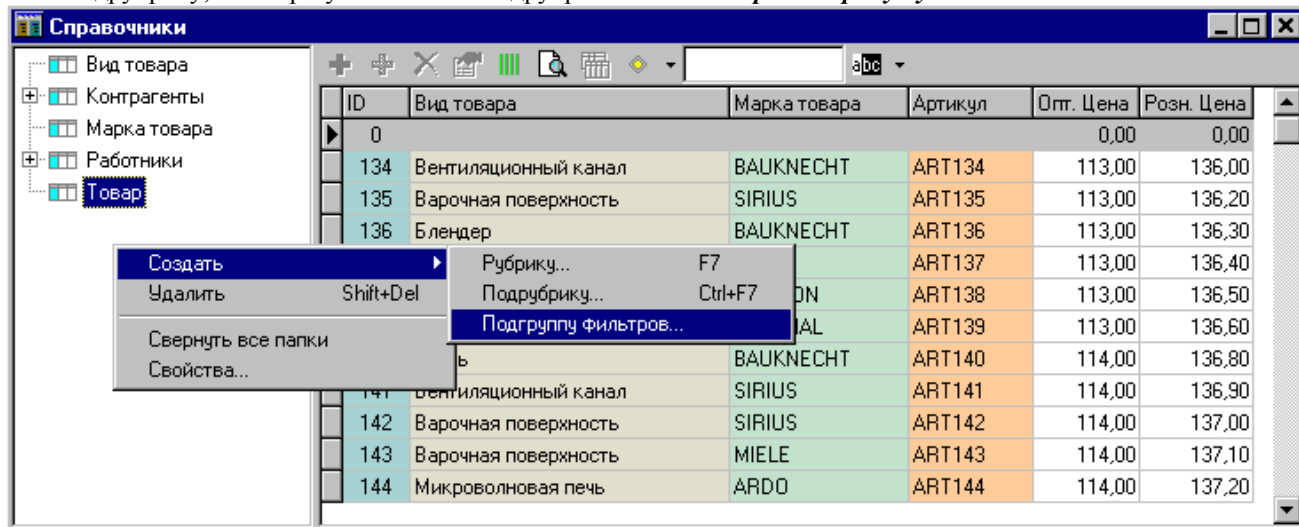 Справочники
Вид товара
Контрагенты
Марка товара
Работники
Товар
abc
ID Вид товара Марка товара Артикул Опт. Цена Розн. Цена
0 0,00 0,00
134 Вентиляционный канал BAUKNECHT ART134 113,00 136,00
135 Варочная поверхность SIRIUS ART135 113,00 136,20
136 Блендер BAUKNECHT ART136 113,00 136,30
ART137 113,00 136,40
ART138 113,00 136,50
ART139 113,00 136,60
BAUKNECHT ART140 114,00 136,80
141 Вентиляционный канал SIRIUS ART141 114,00 136,90
142 Варочная поверхность SIRIUS ART142 114,00 137,00
143 Варочная поверхность MIELE ART143 114,00 137,10
144 Микроволновая печь ARDO ART144 114,00 137,20
Создать
Удалить Shift+Del
Свернуть все папки
Свойства...
Рубрику... F7
Подрубрику... Ctrl+F7
Подгруппу фильтров...